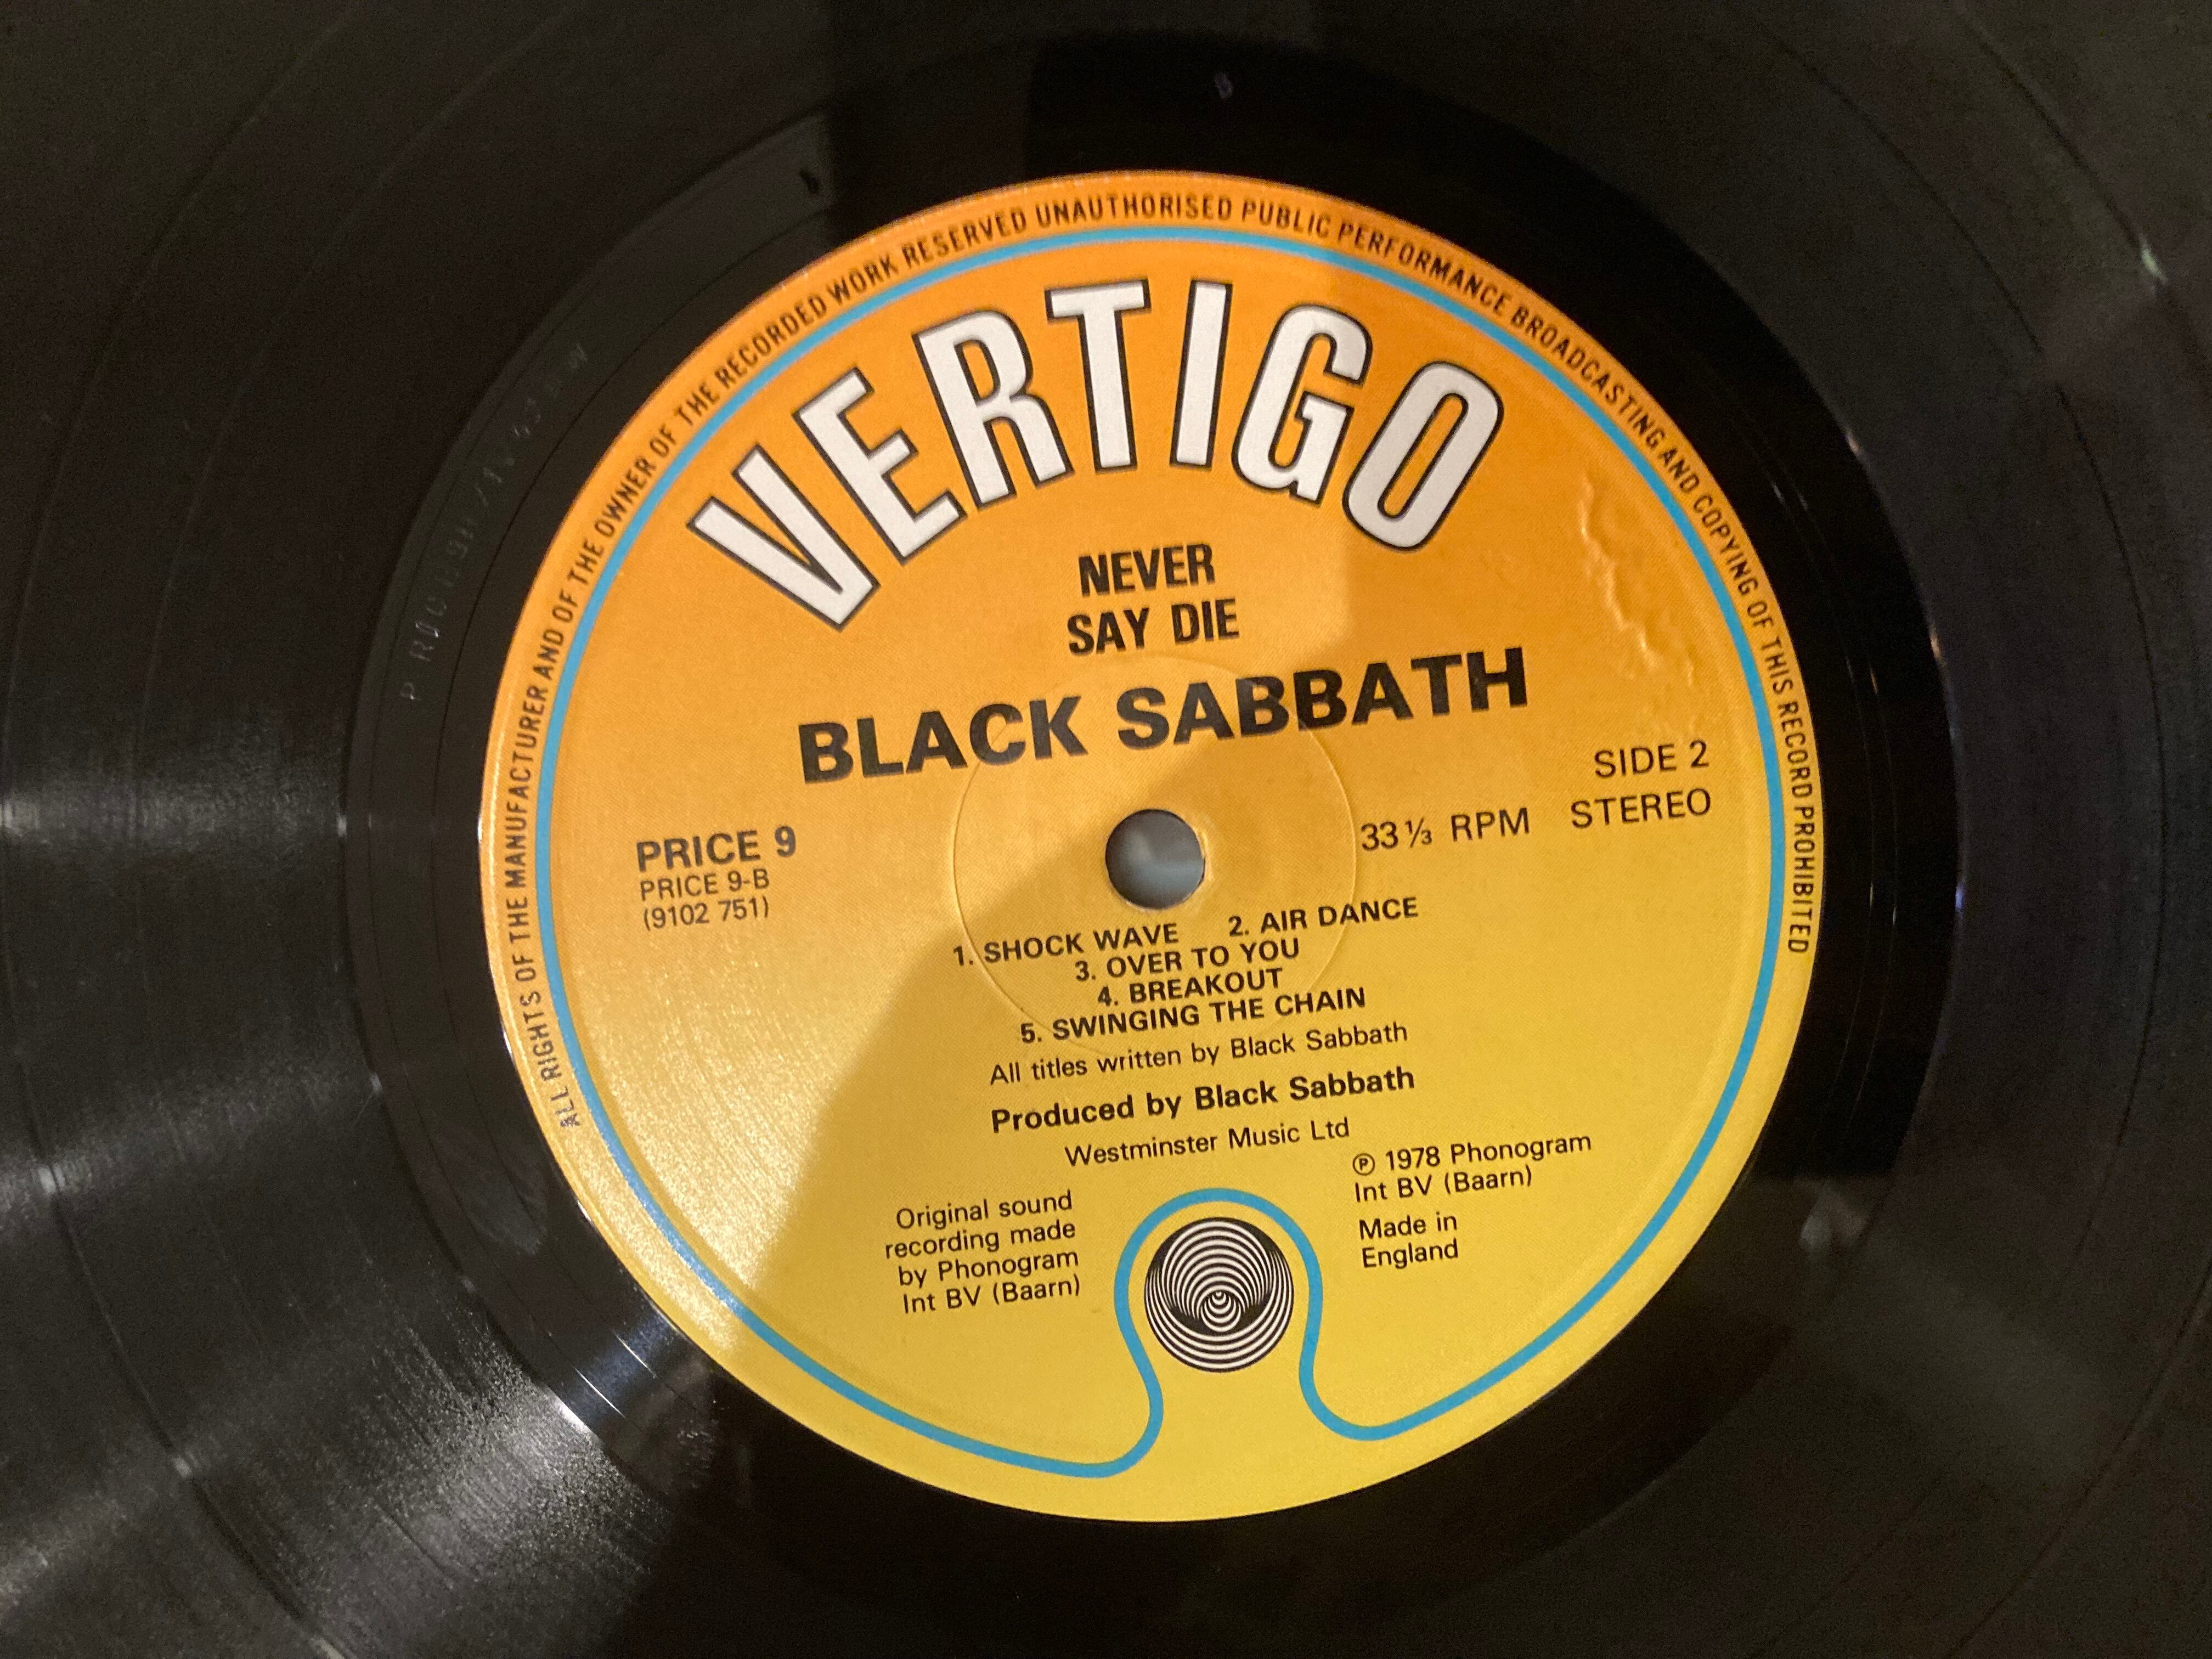 ALL RIGHTS OF THE MANUFACTURER AND OF THE OWNER OF THE RECORDED WORK RESERVED UNAUTHORISED PUBLIC PERFORMANCE BROADCASTING AND COPYING OF THIS RECORD PROHIBITED
VERTIGO
NEVER
SAY DIE
BLACK SABBATH
SIDE 2
33⅓ RPM STEREO
PRICE 9
PRICE 9-B
(9102 751)
1. SHOCK WAVE 2. AIR DANCE
3. OVER TO YOU
4. BREAKOUT
5. SWINGING THE CHAIN
All titles written by Black Sabbath
Produced by Black Sabbath
Westminster Music Ltd
Original sound
recording made
by Phonogram
Int BV (Baarn)
℗ 1978 Phonogram
Int BV (Baarn)
Made in
England